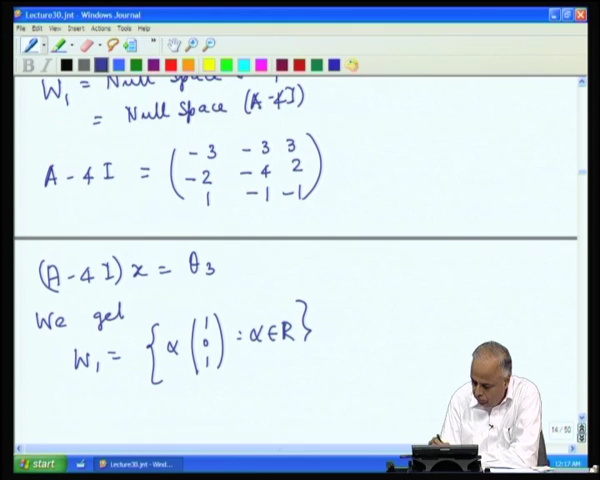 Lecture30.jnt - Windows Journal
File Edit View Insert Actions Tools Help
B I
W₁ = Null Space
= Null Space (A-4I)
A - 4 I = ( -3 -3 3
-2 -4 2
1 -1 -1 )
(A-4 I) x = θ₃
We get
W₁ = { α ( 1 0 1 ) : α ∈ R }
14 / 50
start
Lecture30.jnt - Wind...
12:17 AM